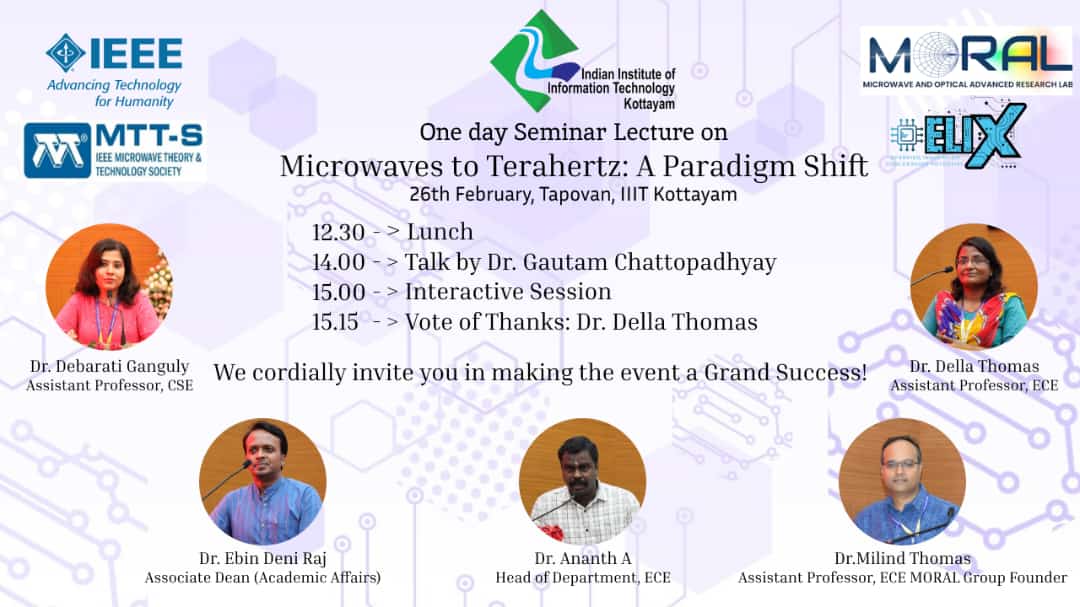 IEEE
Advancing Technology
for Humanity
MTT-S
IEEE MICROWAVE THEORY &
TECHNOLOGY SOCIETY
Indian Institute of
Information Technology
Kottayam
MORAL
MICROWAVE AND OPTICAL ADVANCED RESEARCH LAB
ELIX
One day Seminar Lecture on
Microwaves to Terahertz: A Paradigm Shift
26th February, Tapovan, IIIT Kottayam
12.30 - > Lunch
14.00 - > Talk by Dr. Gautam Chattopadhyay
15.00 - > Interactive Session
15.15 - > Vote of Thanks: Dr. Della Thomas
Dr. Debarati Ganguly
Assistant Professor, CSE
We cordially invite you in making the event a Grand Success!
Dr. Della Thomas
Assistant Professor, ECE
Dr. Ebin Deni Raj
Associate Dean (Academic Affairs)
Dr. Ananth A
Head of Department, ECE
Dr.Milind Thomas
Assistant Professor, ECE MORAL Group Founder